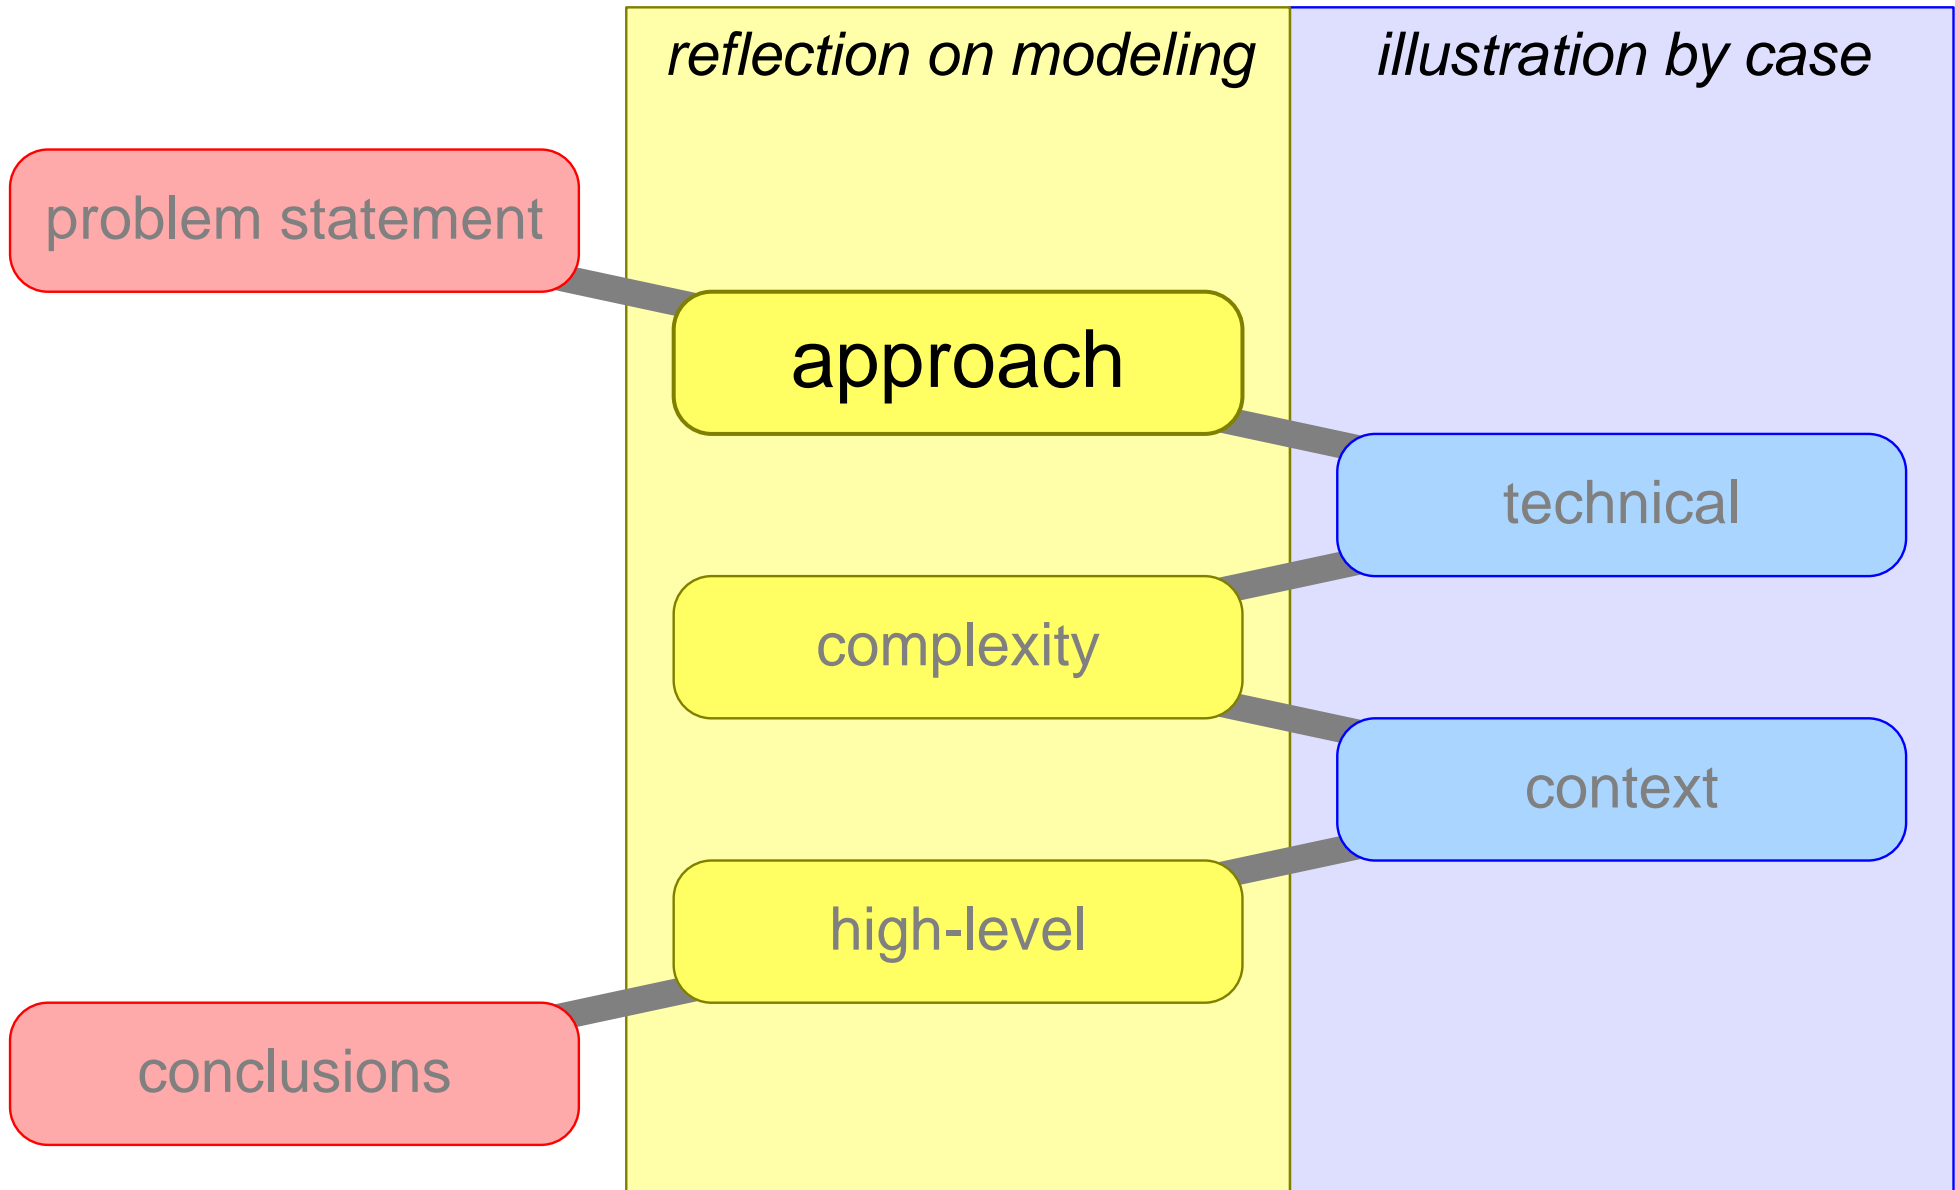 reflection on modeling
illustration by case
problem statement
approach
technical
complexity
context
high-level
conclusions